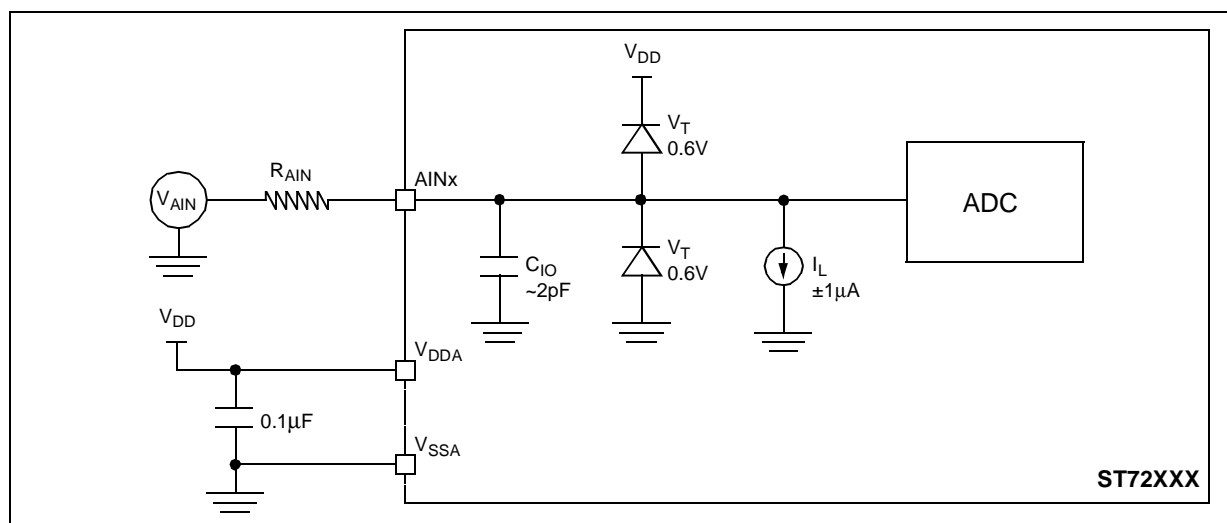 V_DD
V_T
0.6V
R_AIN
AINx
V_AIN
ADC
C_IO
~2pF
V_T
0.6V
I_L
±1μA
V_DD
V_DDA
0.1μF
V_SSA
ST72XXX